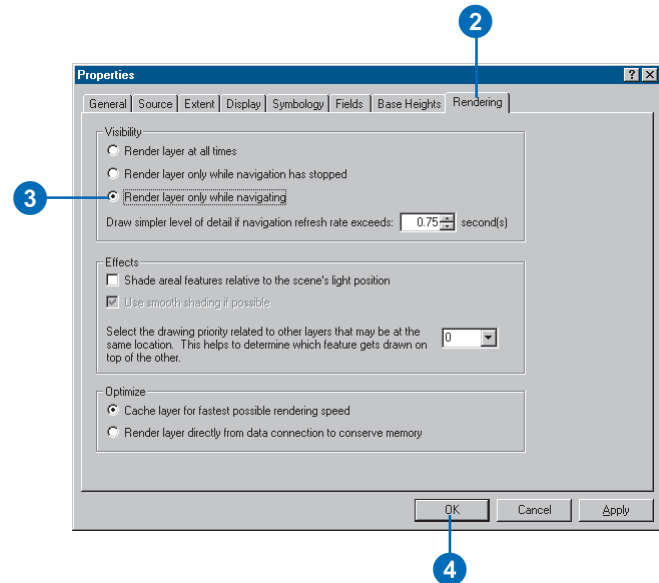 2
Properties
General Source Extent Display Symbology Fields Base Heights Rendering
Visibility
Render layer at all times
Render layer only while navigation has stopped
3
Render layer only while navigating
Draw simpler level of detail if navigation refresh rate exceeds: 0.75 second(s)
Effects
Shade areal features relative to the scene's light position
Use smooth shading if possible
Select the drawing priority related to other layers that may be at the
same location. This helps to determine which feature gets drawn on
top of the other.
0
Optimize
Cache layer for fastest possible rendering speed
Render layer directly from data connection to conserve memory
OK Cancel Apply
4